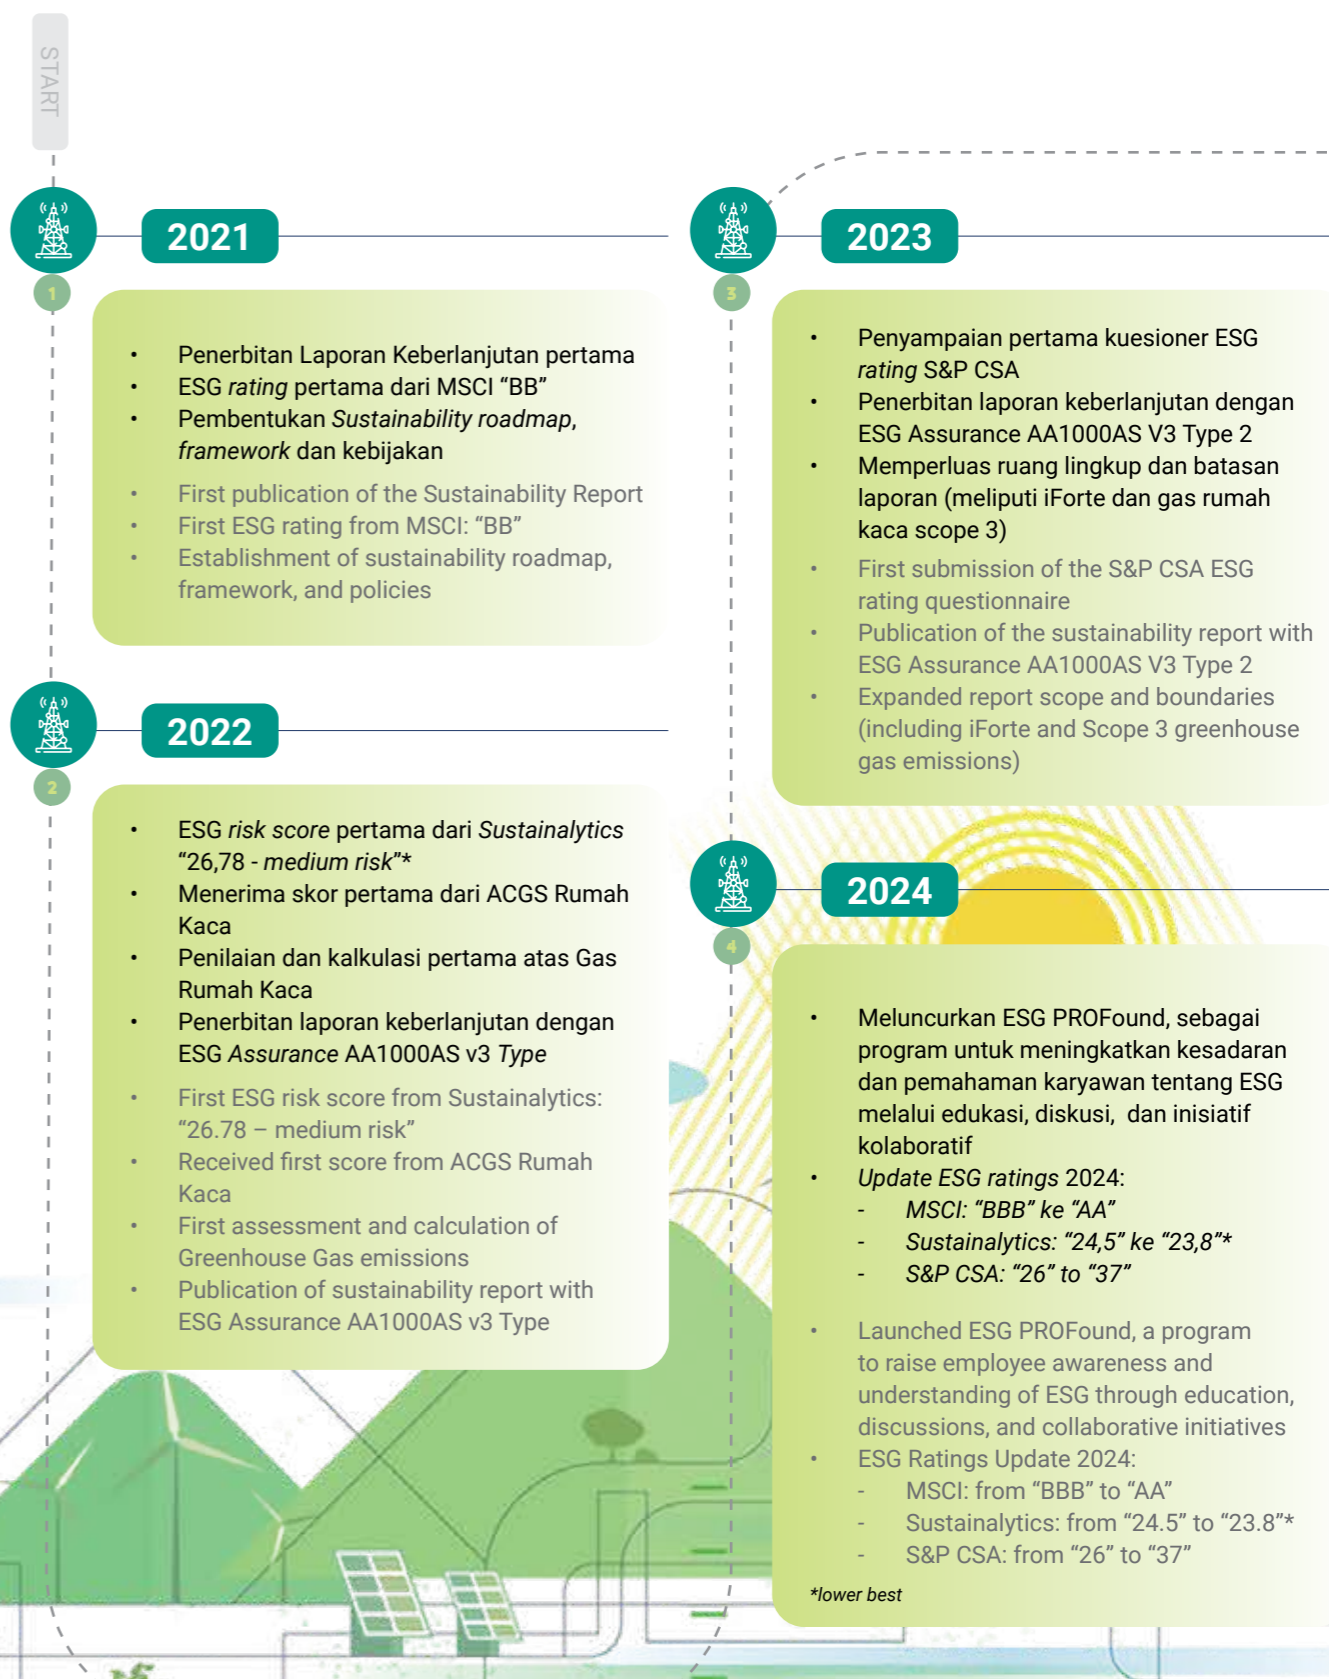 START
2021
1
• Penerbitan Laporan Keberlanjutan pertama
• ESG rating pertama dari MSCI “BB”
• Pembentukan Sustainability roadmap,
framework dan kebijakan
• First publication of the Sustainability Report
• First ESG rating from MSCI: “BB”
• Establishment of sustainability roadmap,
framework, and policies
2022
2
• ESG risk score pertama dari Sustainalytics
“26,78 - medium risk”*
• Menerima skor pertama dari ACGS Rumah
Kaca
• Penilaian dan kalkulasi pertama atas Gas
Rumah Kaca
• Penerbitan laporan keberlanjutan dengan
ESG Assurance AA1000AS v3 Type
• First ESG risk score from Sustainalytics:
“26.78 – medium risk”
• Received first score from ACGS Rumah
Kaca
• First assessment and calculation of
Greenhouse Gas emissions
• Publication of sustainability report with
ESG Assurance AA1000AS v3 Type
2023
3
• Penyampaian pertama kuesioner ESG
rating S&P CSA
• Penerbitan laporan keberlanjutan dengan
ESG Assurance AA1000AS V3 Type 2
• Memperluas ruang lingkup dan batasan
laporan (meliputi iForte dan gas rumah
kaca scope 3)
• First submission of the S&P CSA ESG
rating questionnaire
• Publication of the sustainability report with
ESG Assurance AA1000AS V3 Type 2
• Expanded report scope and boundaries
(including iForte and Scope 3 greenhouse
gas emissions)
2024
4
• Meluncurkan ESG PROFound, sebagai
program untuk meningkatkan kesadaran
dan pemahaman karyawan tentang ESG
melalui edukasi, diskusi, dan inisiatif
kolaboratif
• Update ESG ratings 2024:
- MSCI: “BBB” ke “AA”
- Sustainalytics: “24,5” ke “23,8”*
- S&P CSA: “26” to “37”
• Launched ESG PROFound, a program
to raise employee awareness and
understanding of ESG through education,
discussions, and collaborative initiatives
• ESG Ratings Update 2024:
- MSCI: from “BBB” to “AA”
- Sustainalytics: from “24.5” to “23.8”*
- S&P CSA: from “26” to “37”
*lower best